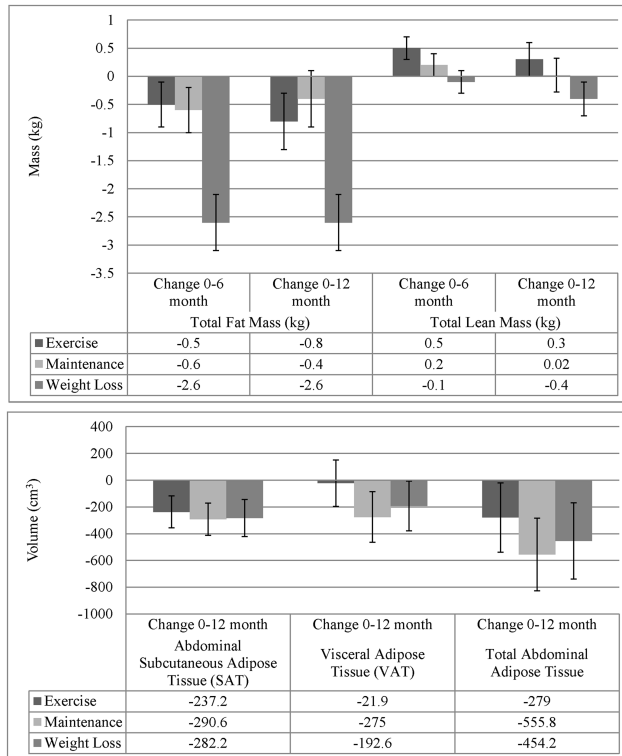 1
0.5
0
-0.5
-1
-1.5
-2
-2.5
-3
-3.5
Mass (kg)
Change 0-6 month Change 0-12 month Change 0-6 month Change 0-12 month
Total Fat Mass (kg) Total Lean Mass (kg)
Exercise -0.5 -0.8 0.5 0.3
Maintenance -0.6 -0.4 0.2 0.02
Weight Loss -2.6 -2.6 -0.1 -0.4
400
200
0
-200
-400
-600
-800
-1000
Volume (cm³)
Change 0-12 month Change 0-12 month Change 0-12 month
Abdominal Subcutaneous Adipose Tissue (SAT) Visceral Adipose Tissue (VAT) Total Abdominal Adipose Tissue
Exercise -237.2 -21.9 -279
Maintenance -290.6 -275 -555.8
Weight Loss -282.2 -192.6 -454.2